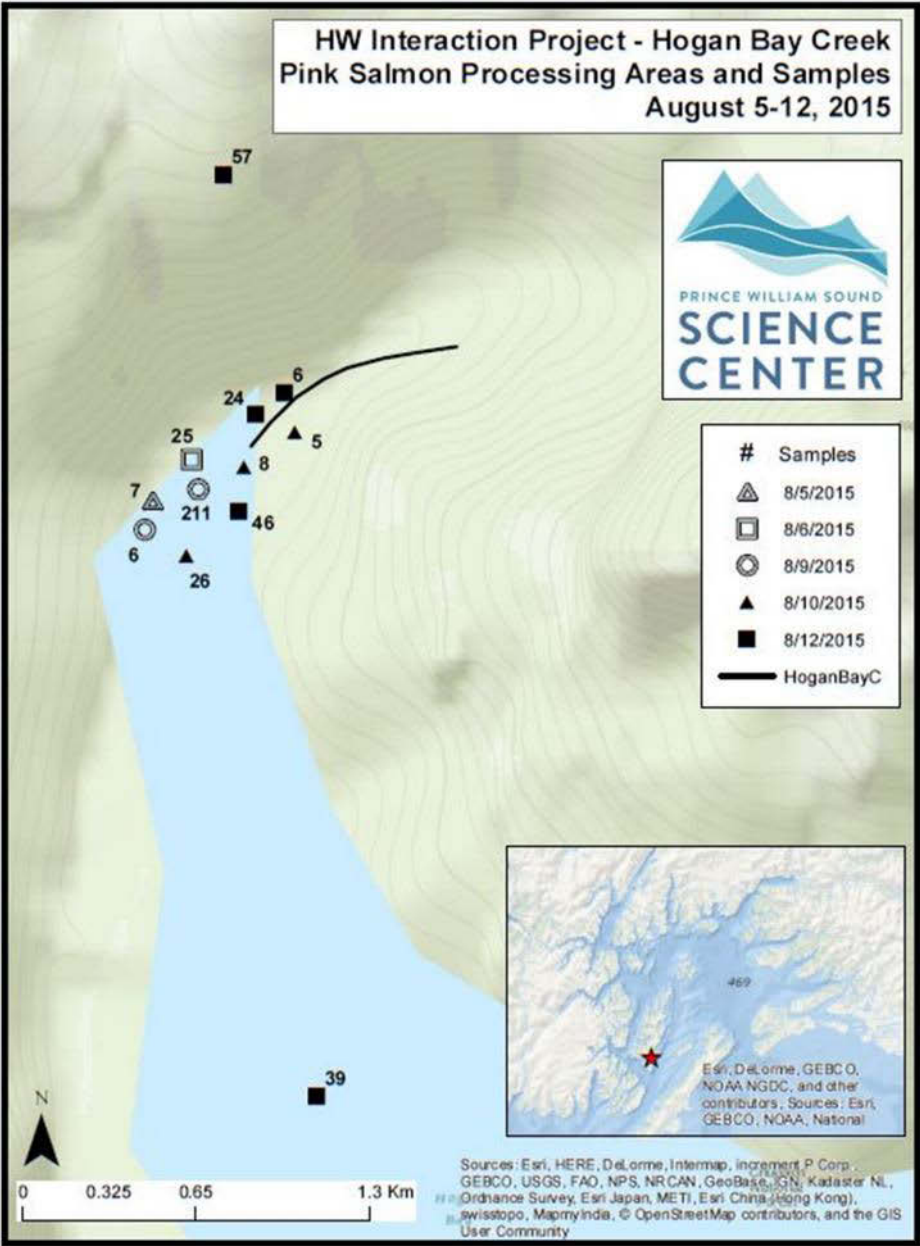 HW Interaction Project - Hogan Bay Creek
Pink Salmon Processing Areas and Samples
August 5-12, 2015
57
PRINCE WILLIAM SOUND
SCIENCE
CENTER
6
24
5
25
8
7
211
46
6
26
# Samples
8/5/2015
8/6/2015
8/9/2015
8/10/2015
8/12/2015
HoganBayC
469
Esri, DeLorme, GEBCO,
NOAA NGDC, and other
contributors, Sources: Esri,
GEBCO, NOAA, National
39
N
0 0.325 0.65 1.3 Km
Sources: Esri, HERE, DeLorme, Intermap, increment P Corp.,
GEBCO, USGS, FAO, NPS, NRCAN, GeoBase, IGN, Kadaster NL,
Ordnance Survey, Esri Japan, METI, Esri China (Hong Kong),
swisstopo, MapmyIndia, © OpenStreetMap contributors, and the GIS
User Community